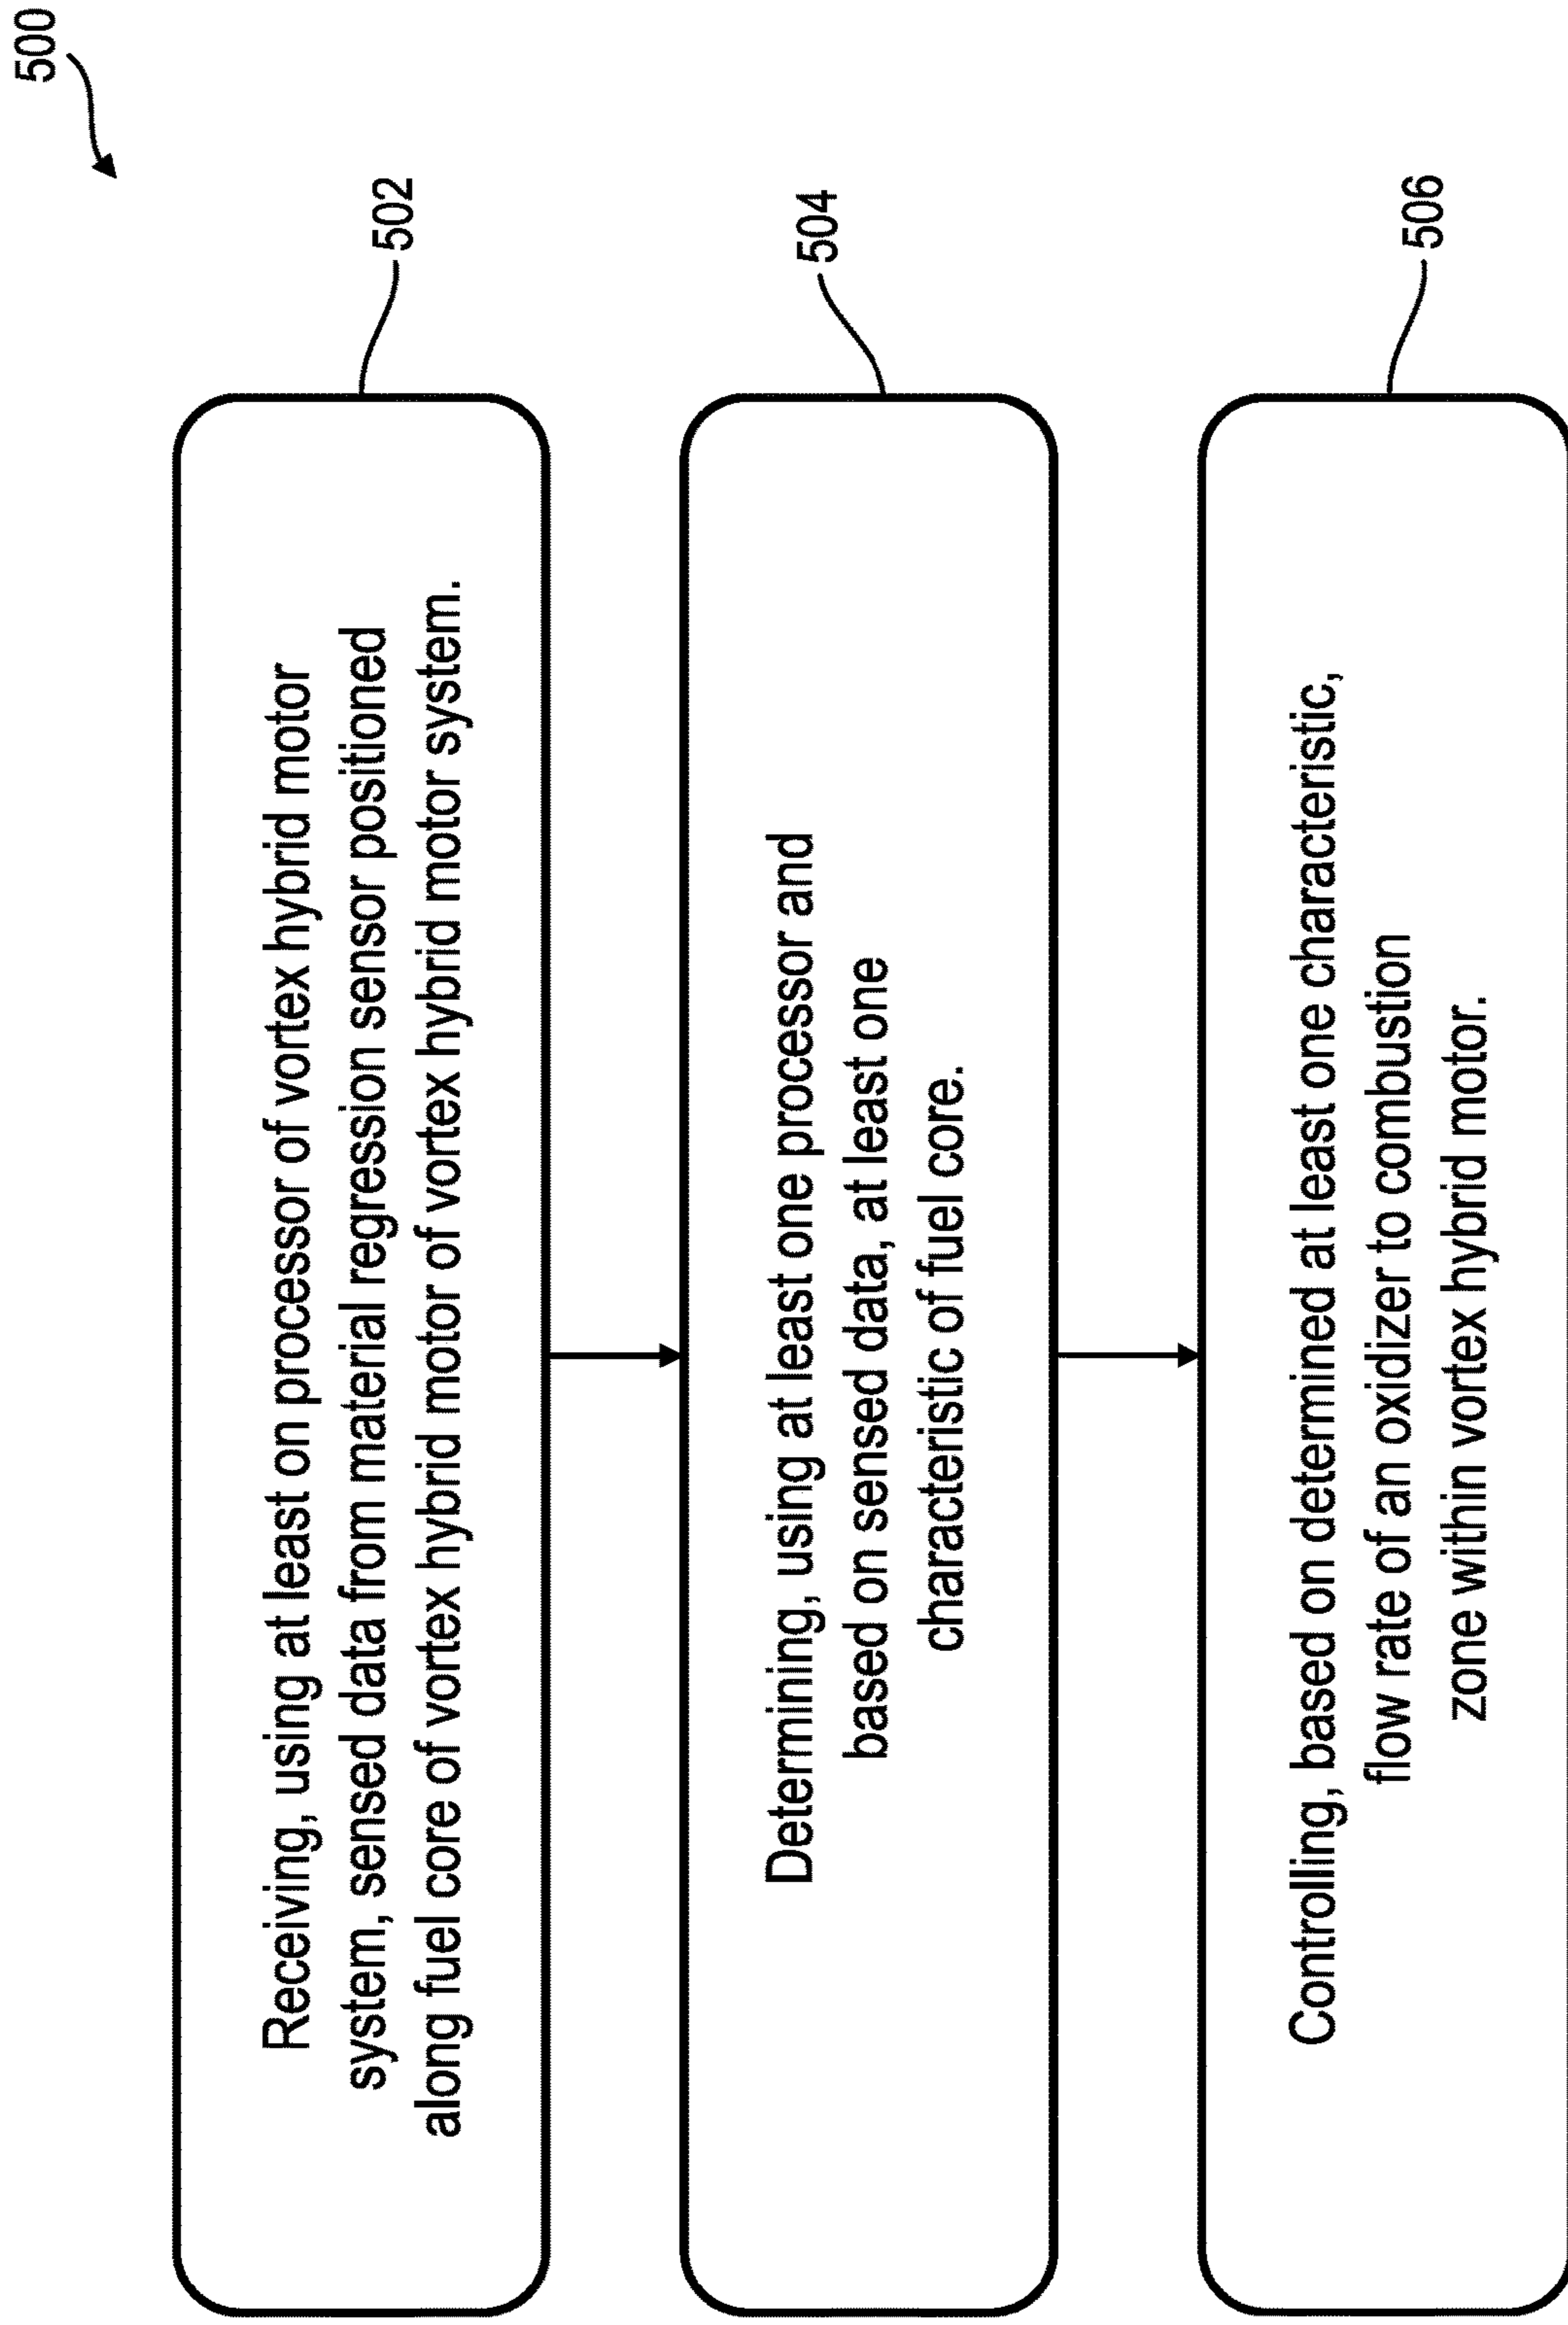 500
502
Receiving, using at least on processor of vortex hybrid motor
system, sensed data from material regression sensor positioned
along fuel core of vortex hybrid motor of vortex hybrid motor system.
504
Determining, using at least one processor and
based on sensed data, at least one
characteristic of fuel core.
506
Controlling, based on determined at least one characteristic,
flow rate of an oxidizer to combustion
zone within vortex hybrid motor.